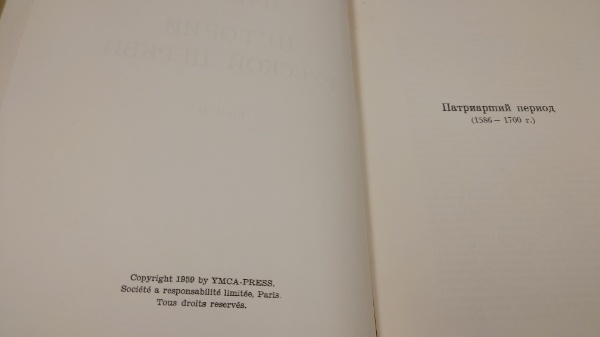 Copyright 1959 by YMCA-PRESS.
Société a responsabilité limitée, Paris.
Tous droits reservés.
Патриарший период
(1586 — 1700 г.)